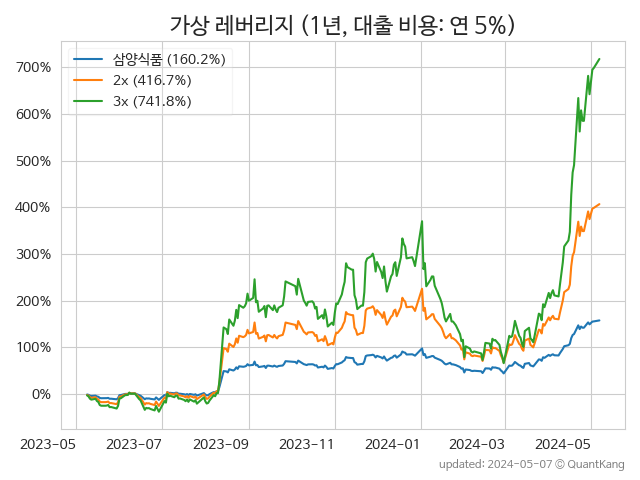 가상 레버리지 (1년, 대출 비용: 연 5%)
삼양식품 (160.2%)
2x (416.7%)
3x (741.8%)
700%
600%
500%
400%
300%
200%
100%
0%
2023-05 2023-07 2023-09 2023-11 2024-01 2024-03 2024-05
updated: 2024-05-07 © QuantKang